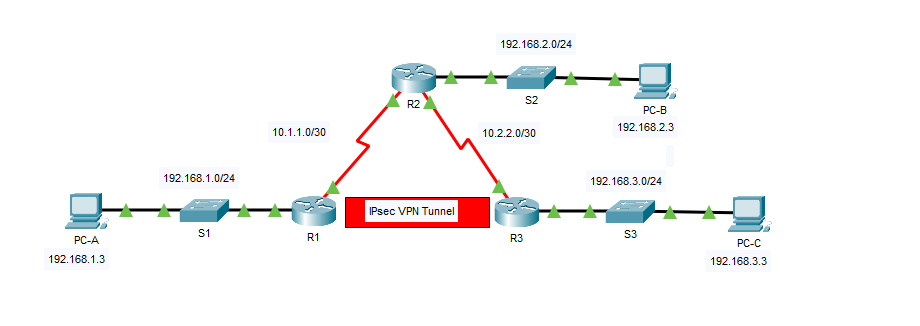 192.168.2.0/24
R2
S2
PC-B
192.168.2.3
10.1.1.0/30
10.2.2.0/30
192.168.1.0/24
192.168.3.0/24
IPsec VPN Tunnel
PC-A
S1
R1
R3
S3
PC-C
192.168.1.3
192.168.3.3